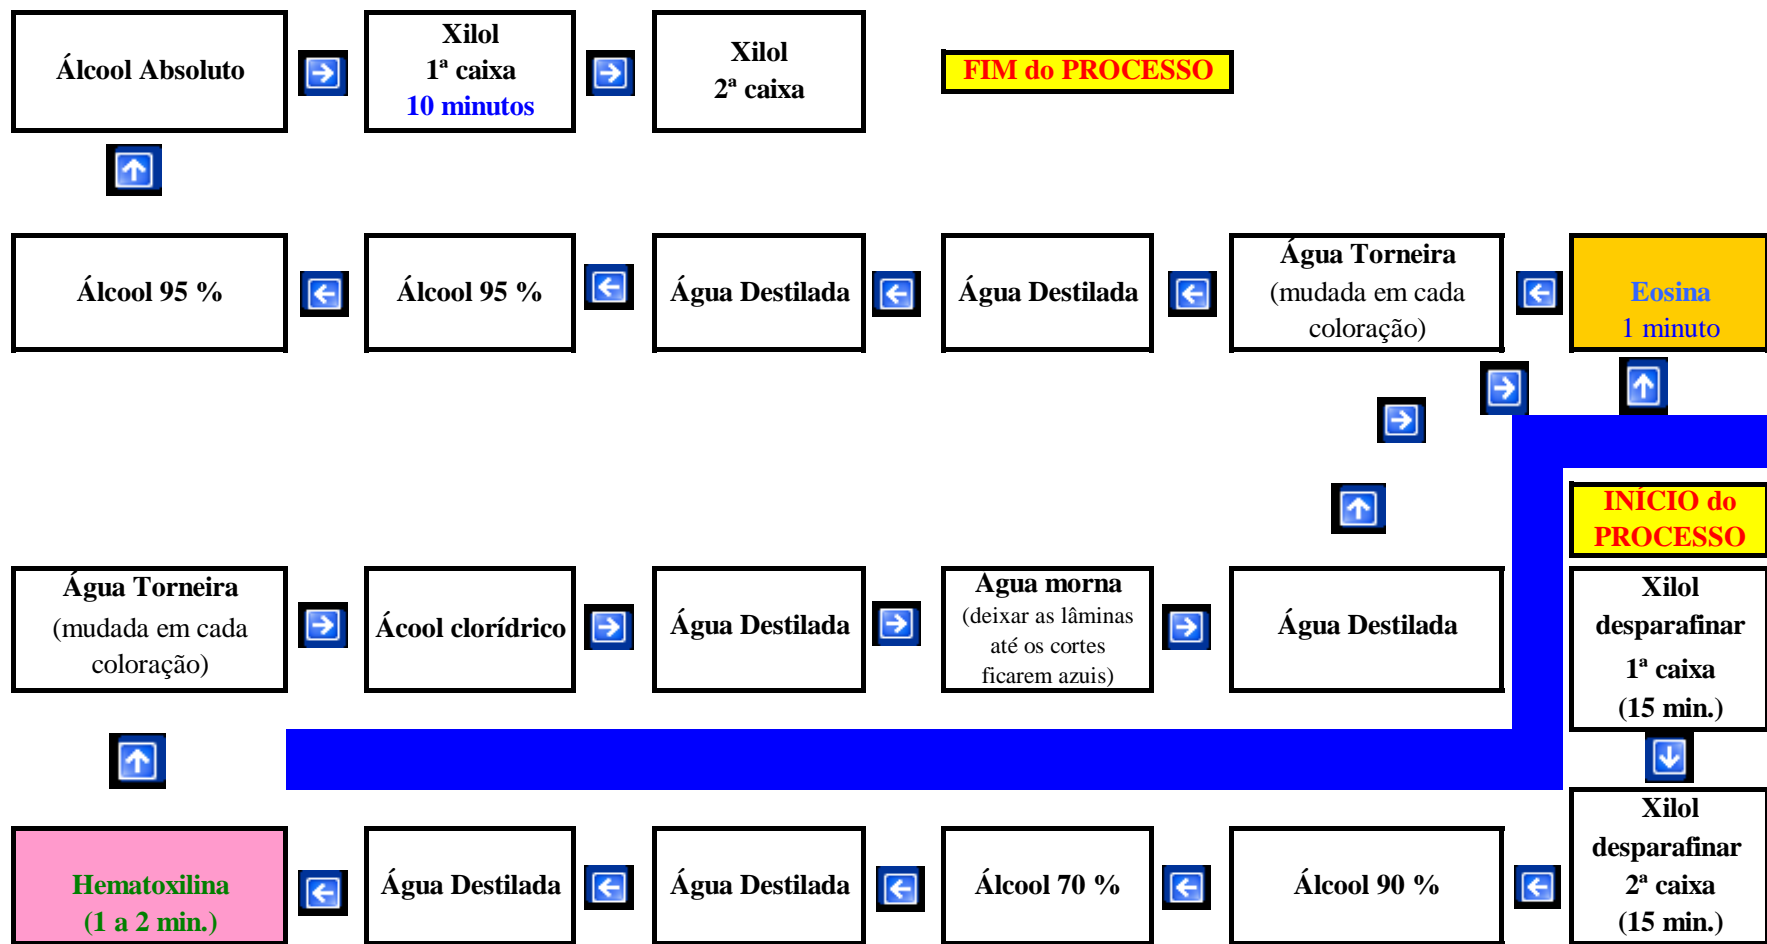 Álcool Absoluto
Xilol
1ª caixa
10 minutos
Xilol
2ª caixa
FIM do PROCESSO
Álcool 95 %
Álcool 95 %
Água Destilada
Água Destilada
Água Torneira
(mudada em cada
coloração)
Eosina
1 minuto
INÍCIO do
PROCESSO
Água Torneira
(mudada em cada
coloração)
Ácool clorídrico
Água Destilada
Agua morna
(deixar as lâminas
até os cortes
ficarem azuis)
Água Destilada
Xilol
desparafinar
1ª caixa
(15 min.)
Hematoxilina
(1 a 2 min.)
Água Destilada
Água Destilada
Álcool 70 %
Álcool 90 %
Xilol
desparafinar
2ª caixa
(15 min.)